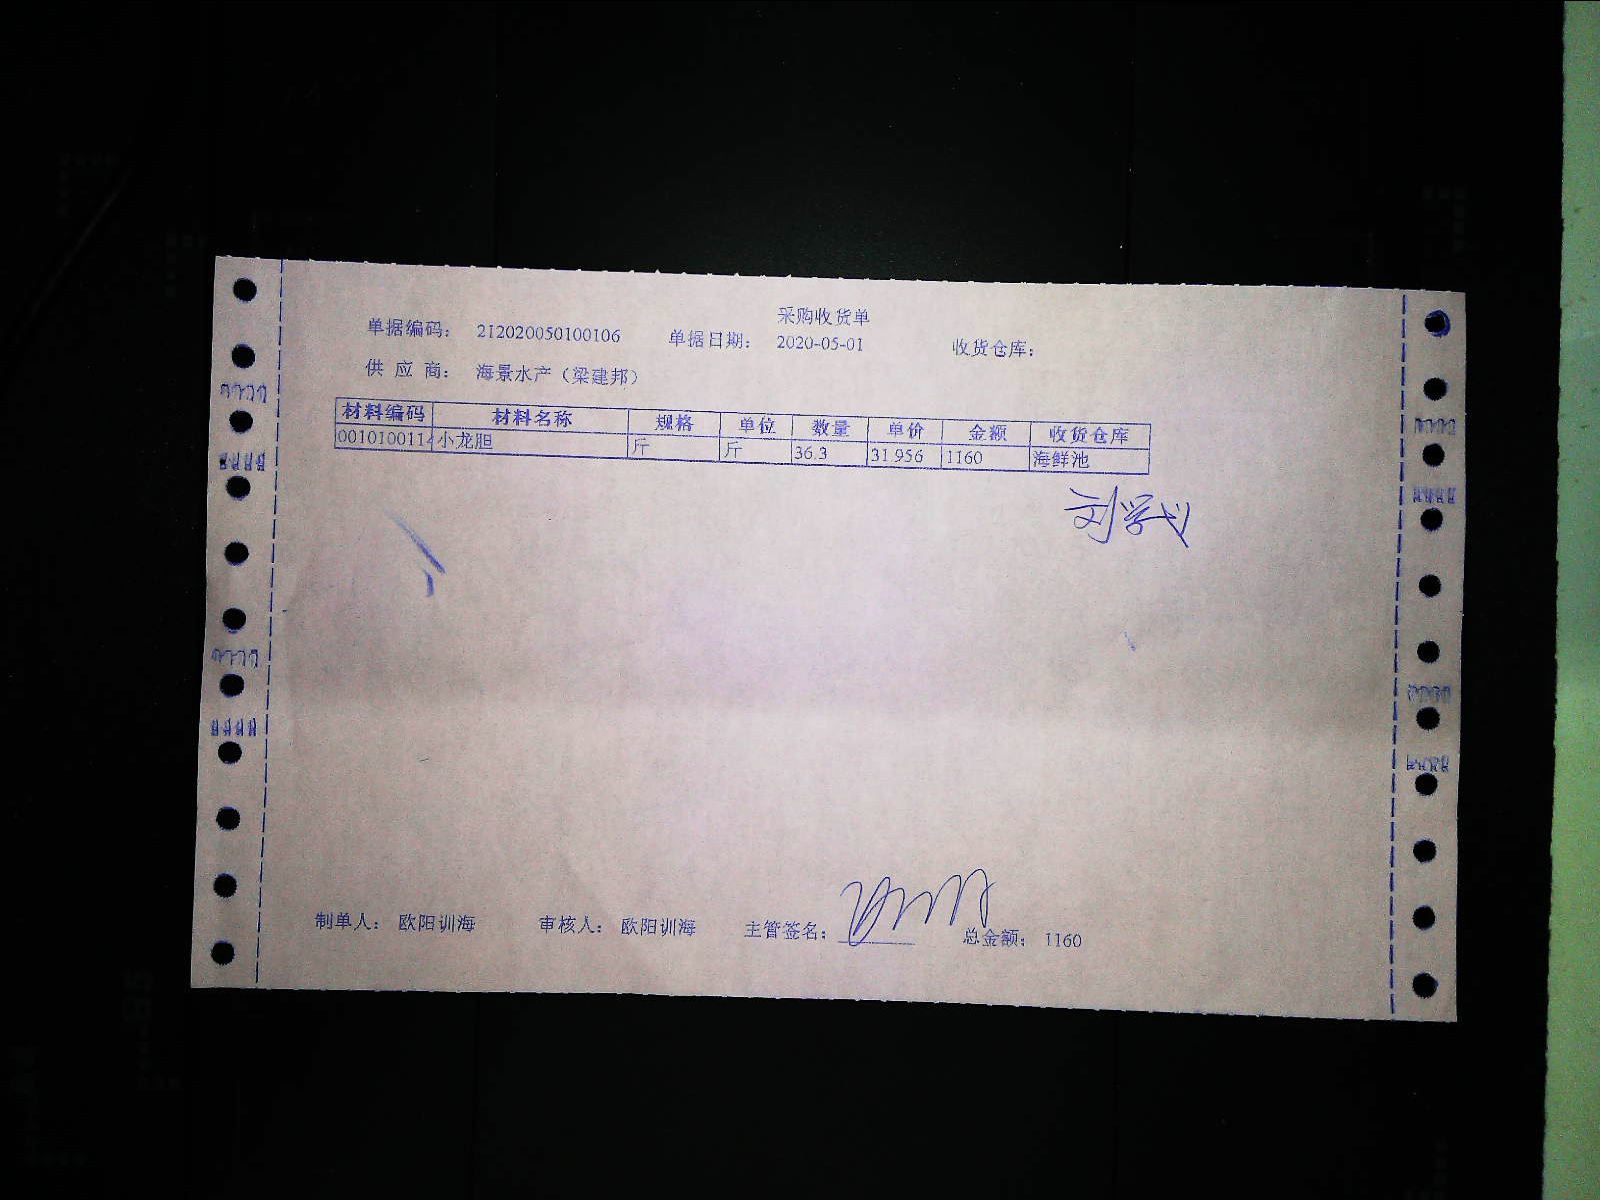 采购收货单
单据编码： 212020050100106 单据日期： 2020-05-01 收货仓库：
供 应 商： 海景水产（梁建邦）
材料编码 材料名称 规格 单位 数量 单价 金额 收货仓库
0010100114 小龙胆 斤 斤 36.3 31.956 1160 海鲜池
制单人： 欧阳训海 审核人： 欧阳训海 主管签名： 总金额： 1160